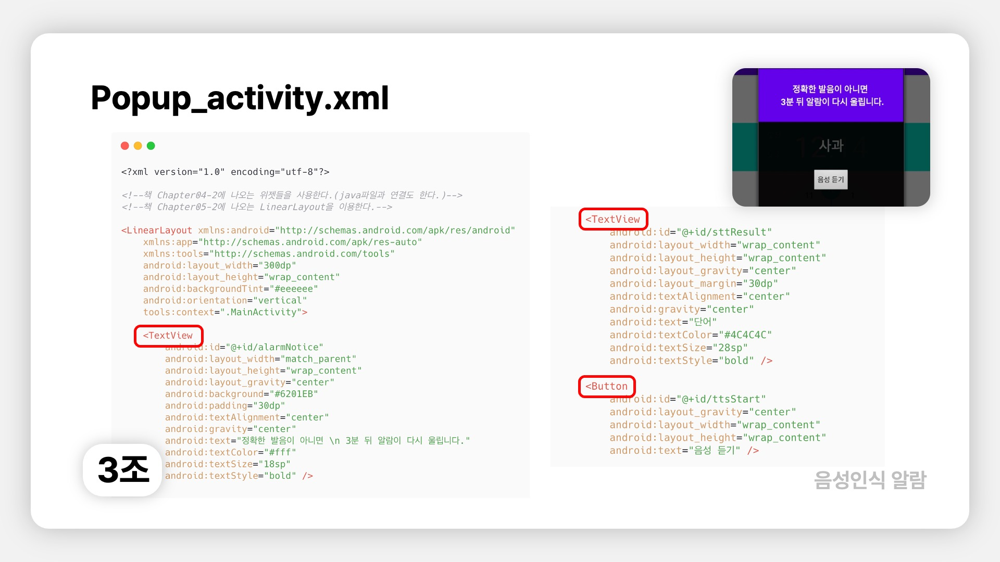 Popup_activity.xml
정확한 발음이 아니면
3분 뒤 알람이 다시 울립니다.
사과
음성 듣기
<?xml version="1.0" encoding="utf-8"?>
<!--책 Chapter04-2에 나오는 위젯들을 사용한다.(java파일과 연결도 한다.)-->
<!--책 Chapter05-2에 나오는 LinearLayout을 이용한다.-->
<LinearLayout xmlns:android="http://schemas.android.com/apk/res/android"
xmlns:app="http://schemas.android.com/apk/res-auto"
xmlns:tools="http://schemas.android.com/tools"
android:layout_width="300dp"
android:layout_height="wrap_content"
android:backgroundTint="#eeeeee"
android:orientation="vertical"
tools:context=".MainActivity">
<TextView
android:id="@+id/alarmNotice"
android:layout_width="match_parent"
android:layout_height="wrap_content"
android:layout_gravity="center"
android:background="#6201EB"
android:padding="30dp"
android:textAlignment="center"
android:gravity="center"
android:text="정확한 발음이 아니면 \n 3분 뒤 알람이 다시 울립니다."
android:textColor="#fff"
android:textSize="18sp"
android:textStyle="bold" />
<TextView
android:id="@+id/sttResult"
android:layout_width="wrap_content"
android:layout_height="wrap_content"
android:layout_gravity="center"
android:layout_margin="30dp"
android:textAlignment="center"
android:gravity="center"
android:text="단어"
android:textColor="#4C4C4C"
android:textSize="28sp"
android:textStyle="bold" />
<Button
android:id="@+id/ttsStart"
android:layout_gravity="center"
android:layout_width="wrap_content"
android:layout_height="wrap_content"
android:text="음성 듣기" />
3조
음성인식 알람